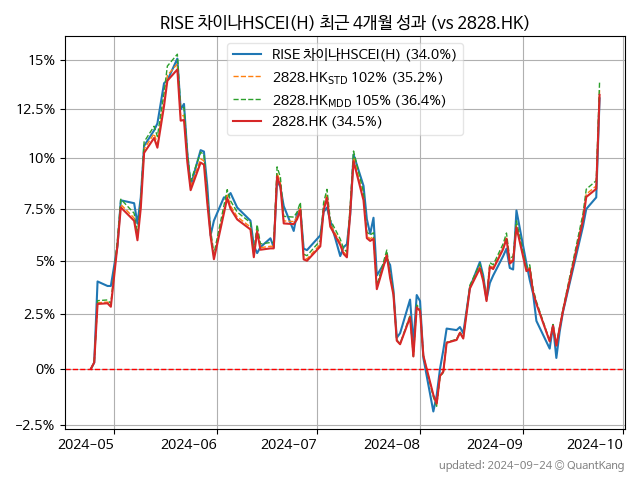 RISE 차이나HSCEI(H) 최근 4개월 성과 (vs 2828.HK)
RISE 차이나HSCEI(H) (34.0%)
2828.HK_STD 102% (35.2%)
2828.HK_MDD 105% (36.4%)
2828.HK (34.5%)
15%
12.5%
10%
7.5%
5%
2.5%
0%
-2.5%
2024-05 2024-06 2024-07 2024-08 2024-09 2024-10
updated: 2024-09-24 © QuantKang